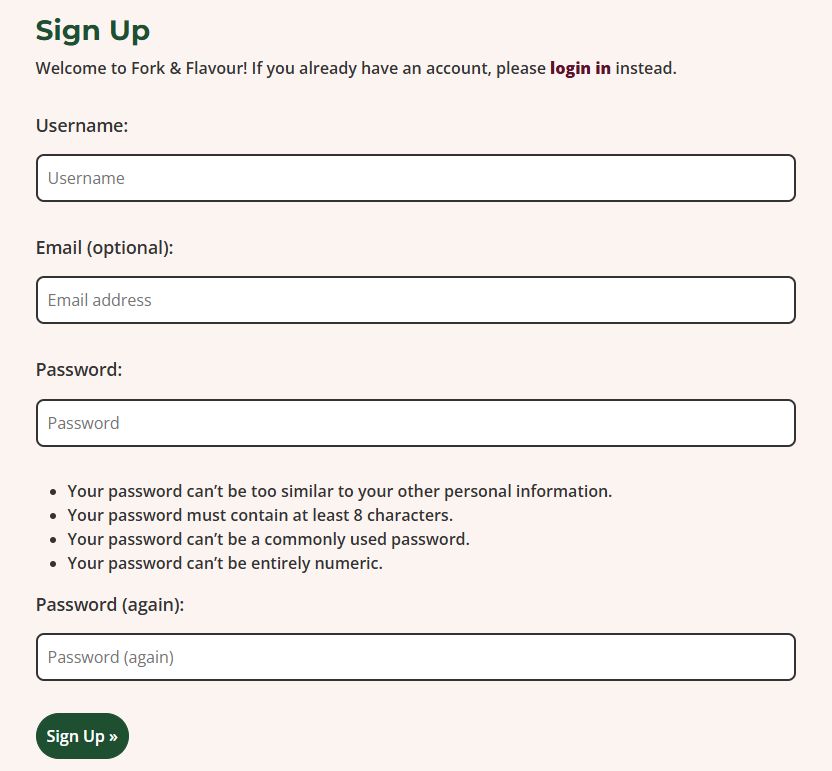 Sign Up
Welcome to Fork & Flavour! If you already have an account, please login in instead.
Username:
Username
Email (optional):
Email address
Password:
Password
• Your password can’t be too similar to your other personal information.
• Your password must contain at least 8 characters.
• Your password can’t be a commonly used password.
• Your password can’t be entirely numeric.
Password (again):
Password (again)
Sign Up »